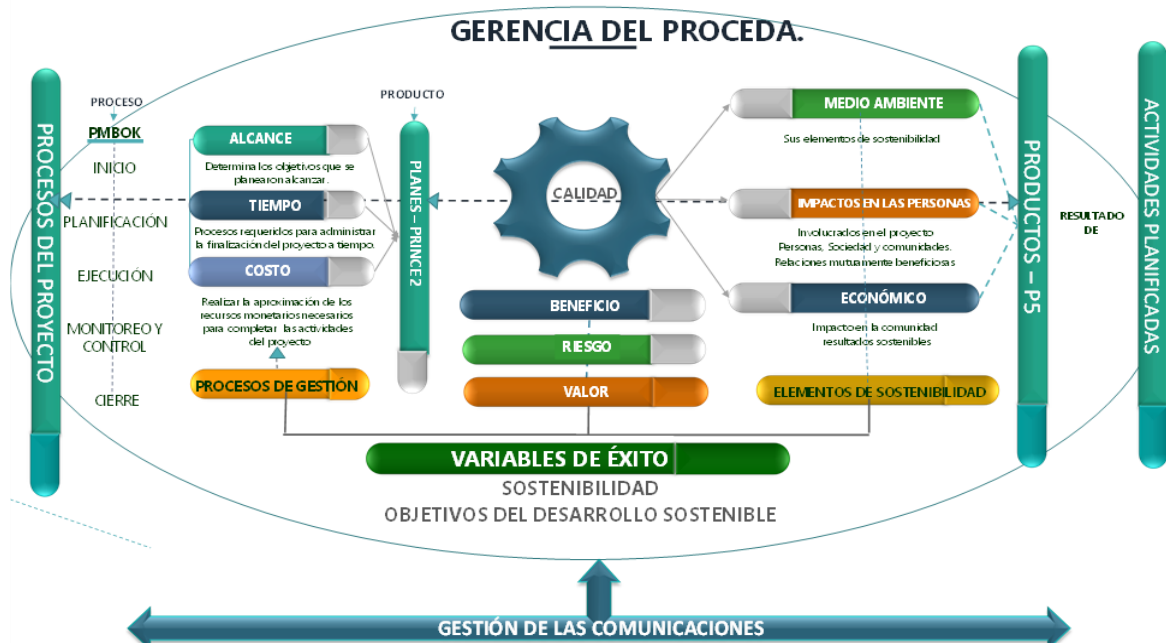 GERENCIA DEL PROCEDA.
PROCESOS DEL PROYECTO
PROCESO
PMBOK
INICIO
PLANIFICACIÓN
EJECUCIÓN
MONITOREO Y
CONTROL
CIERRE
ALCANCE
Determina los objetivos que se
planearon alcanzar.
TIEMPO
Procesos requeridos para administrar
la finalización del proyecto a tiempo.
COSTO
Realizar la aproximación de los
recursos monetarios necesarios
para completar las actividades
del proyecto
PROCESOS DE GESTIÓN
PRODUCTO
PLANES – PRINCE 2
CALIDAD
BENEFICIO
RIESGO
VALOR
MEDIO AMBIENTE
Sus elementos de sostenibilidad
IMPACTOS EN LAS PERSONAS
Involucrados en el proyecto
Personas, Sociedad y comunidades.
Relaciones mutuamente beneficiosas
ECONÓMICO
Impacto en la comunidad
resultados sostenibles
ELEMENTOS DE SOSTENIBILIDAD
PRODUCTOS – P5
RESULTADO
DE
ACTIVIDADES PLANIFICADAS
VARIABLES DE ÉXITO
SOSTENIBILIDAD
OBJETIVOS DEL DESARROLLO SOSTENIBLE
GESTIÓN DE LAS COMUNICACIONES